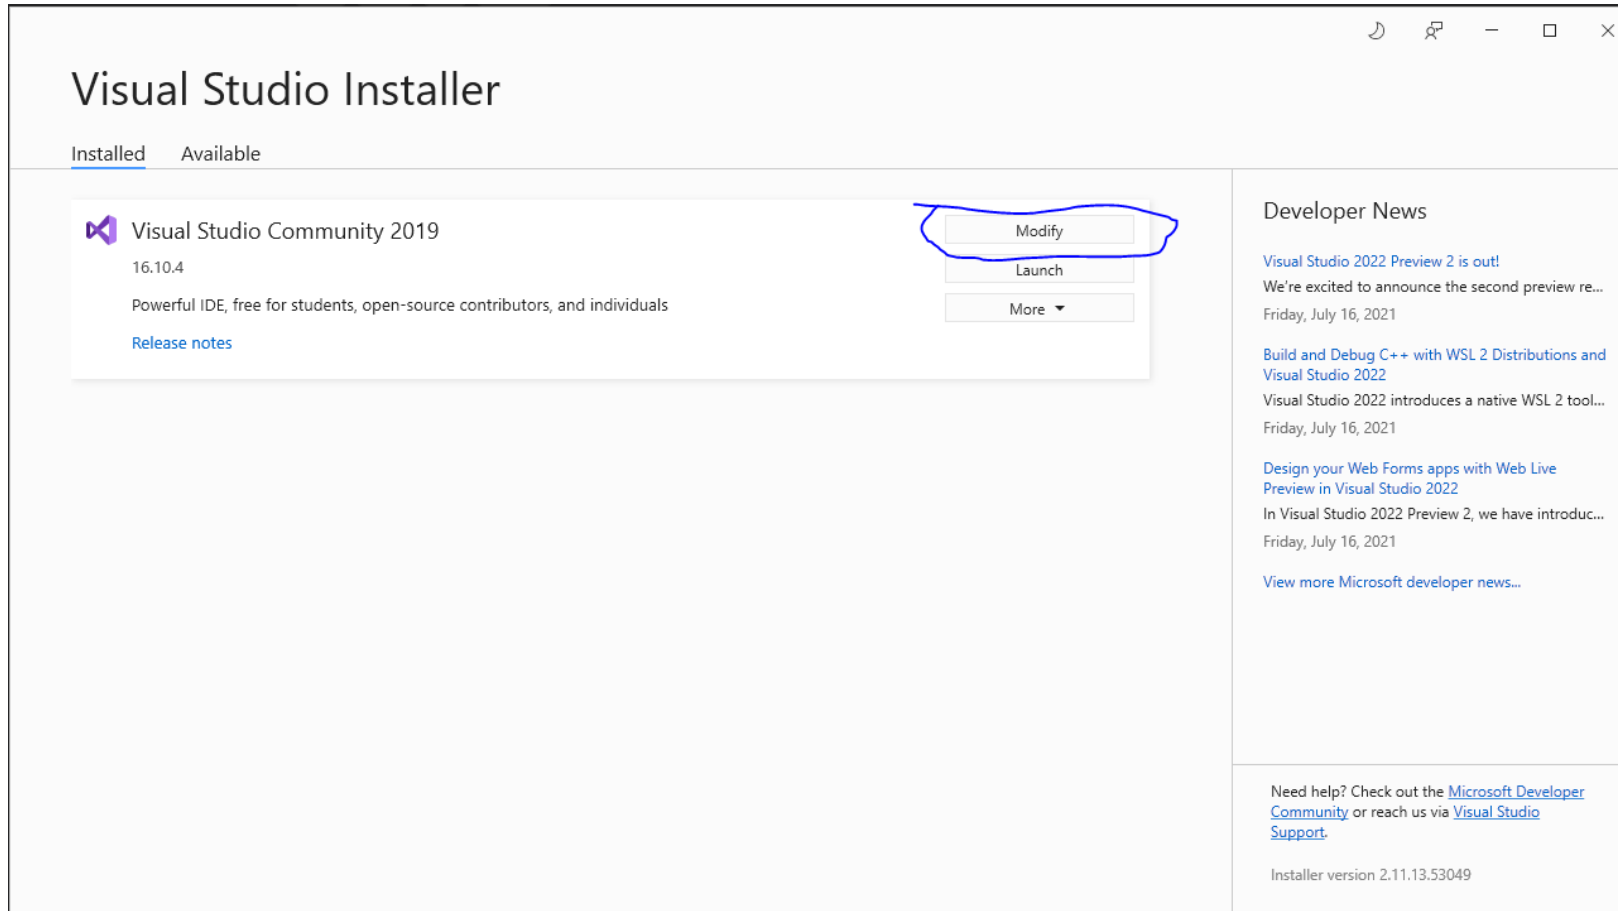 Visual Studio Installer
Installed Available
Visual Studio Community 2019
16.10.4
Powerful IDE, free for students, open-source contributors, and individuals
Release notes
Modify
Launch
More
Developer News
Visual Studio 2022 Preview 2 is out!
We're excited to announce the second preview re...
Friday, July 16, 2021
Build and Debug C++ with WSL 2 Distributions and
Visual Studio 2022
Visual Studio 2022 introduces a native WSL 2 tool...
Friday, July 16, 2021
Design your Web Forms apps with Web Live
Preview in Visual Studio 2022
In Visual Studio 2022 Preview 2, we have introduc...
Friday, July 16, 2021
View more Microsoft developer news...
Need help? Check out the Microsoft Developer
Community or reach us via Visual Studio
Support.
Installer version 2.11.13.53049